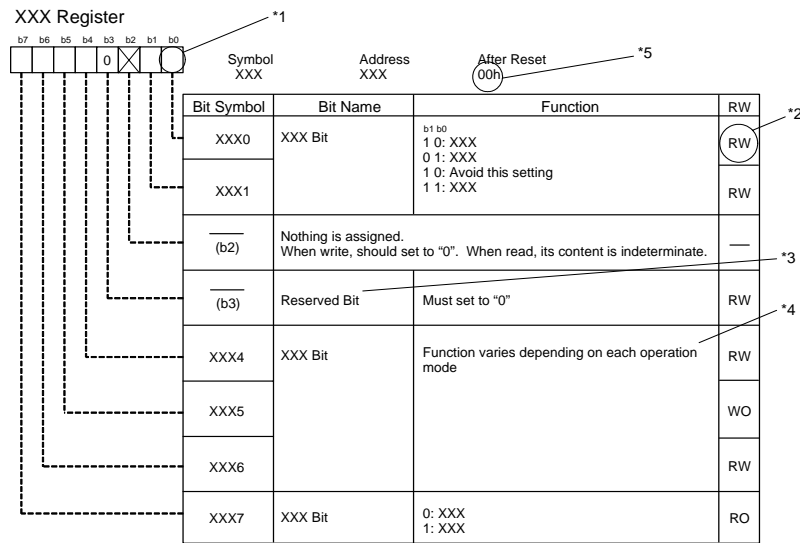 XXX Register
*1
b7 b6 b5 b4 b3 b2 b1 b0
0
Symbol Address After Reset *5
XXX XXX 00h
Bit Symbol Bit Name Function RW
*2
XXX0 XXX Bit b1 b0 RW
1 0: XXX
0 1: XXX
1 0: Avoid this setting
1 1: XXX
XXX1 RW
(b2) Nothing is assigned.
When write, should set to “0”. When read, its content is indeterminate. —
*3
(b3) Reserved Bit Must set to “0” RW
*4
XXX4 XXX Bit Function varies depending on each operation RW
mode
XXX5 WO
XXX6 RW
XXX7 XXX Bit 0: XXX RO
1: XXX